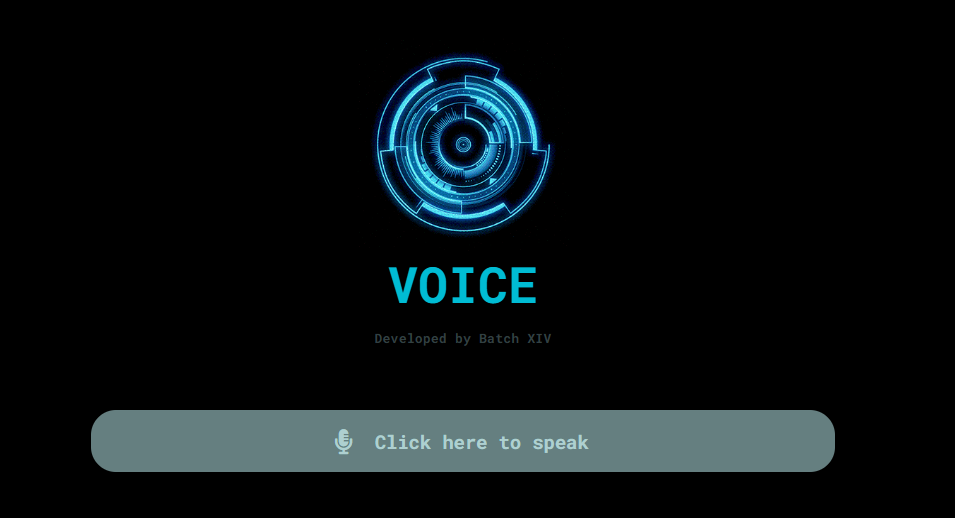 VOICE
Developed by Batch XIV
Click here to speak